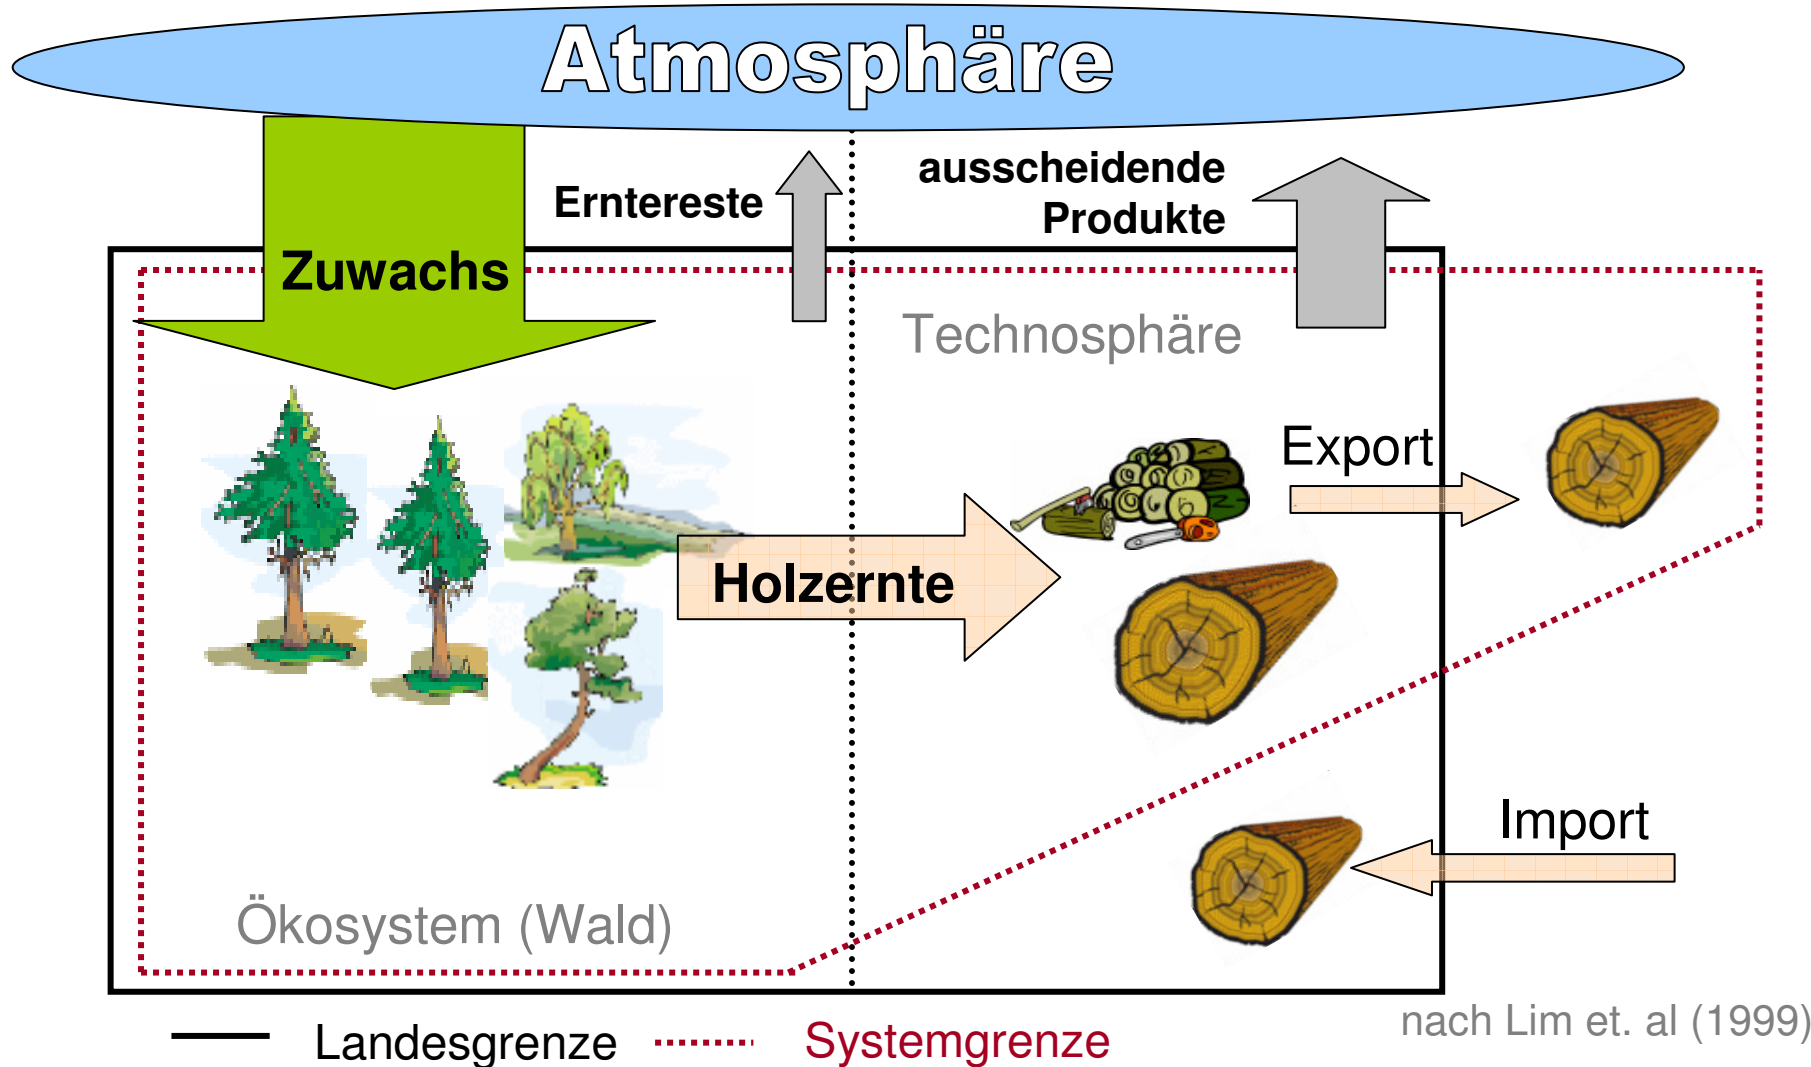 Atmosphäre
Erntereste
ausscheidende
Produkte
Zuwachs
Technosphäre
Export
Holzernte
Import
Ökosystem (Wald)
nach Lim et. al (1999)
Landesgrenze
Systemgrenze